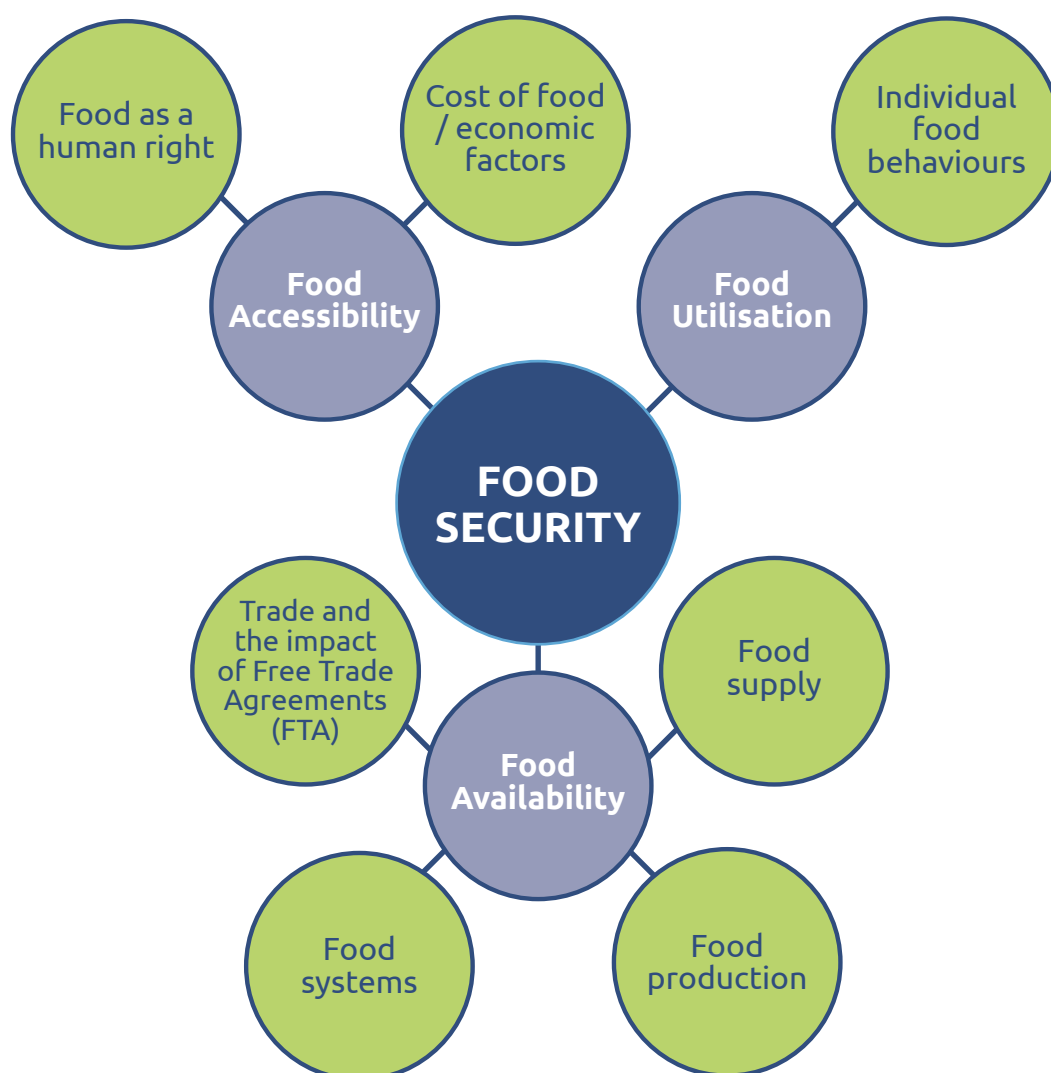 Food as a
human right
Cost of food
/ economic
factors
Individual
food
behaviours
Food
Accessibility
Food
Utilisation
FOOD
SECURITY
Trade and
the impact
of Free Trade
Agreements
(FTA)
Food
supply
Food
Availability
Food
systems
Food
production